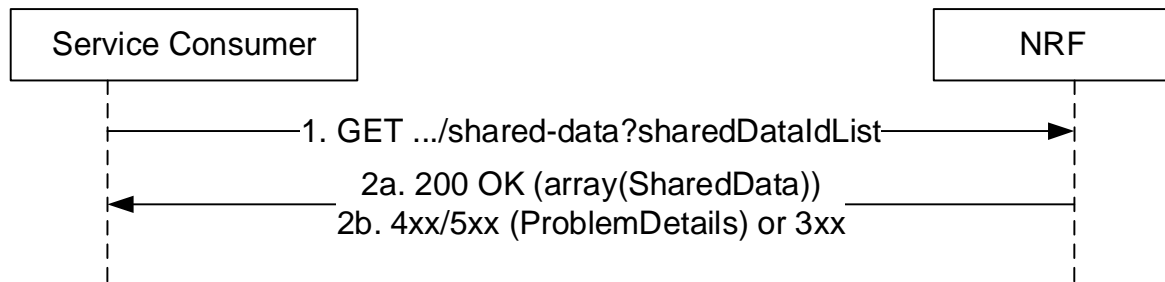 Service Consumer
NRF
1. GET .../shared-data?sharedDataIdList
2a. 200 OK (array(SharedData))
2b. 4xx/5xx (ProblemDetails) or 3xx